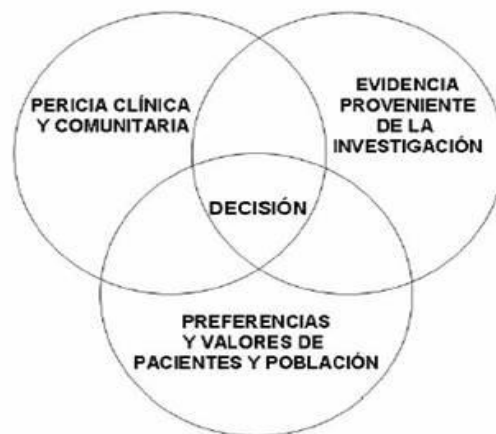 PERICIA CLÍNICA
Y COMUNITARIA
EVIDENCIA
PROVENIENTE
DE LA
INVESTIGACIÓN
DECISIÓN
PREFERENCIAS
Y VALORES DE
PACIENTES Y POBLACIÓN